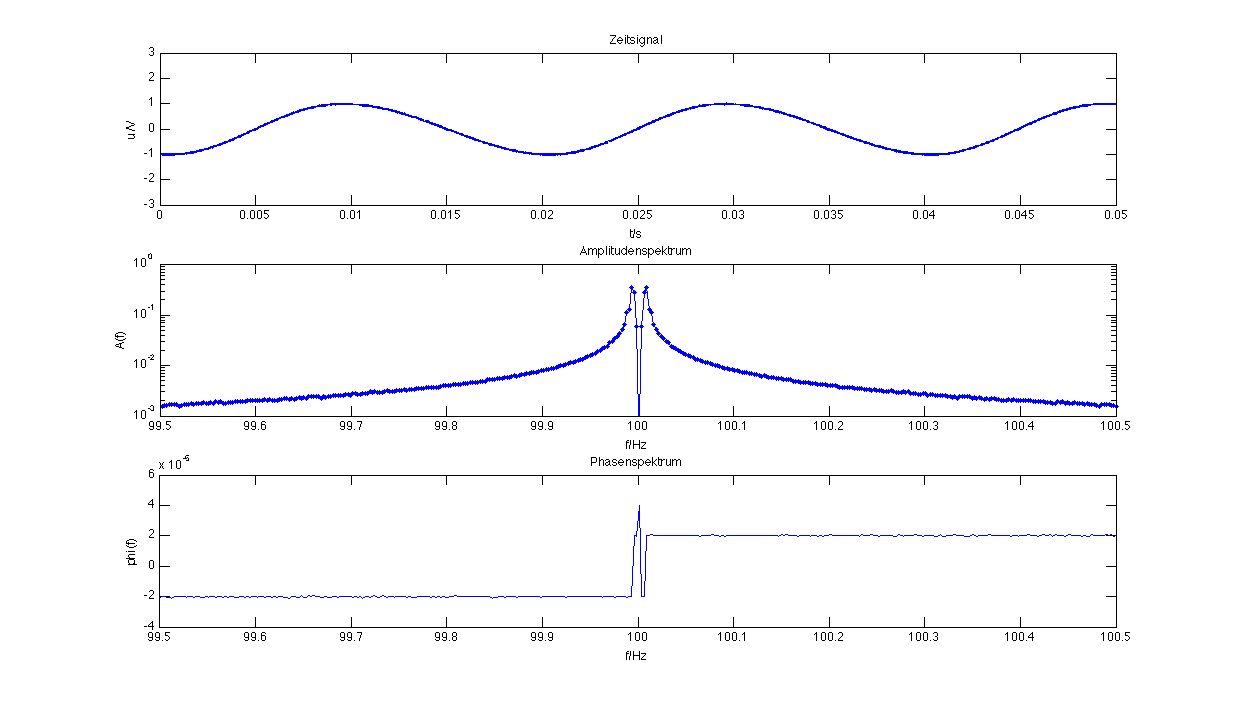 Zeitsignal
3
2
1
0
-1
-2
-3
u/V
0 0.005 0.01 0.015 0.02 0.025 0.03 0.035 0.04 0.045 0.05
t/s
Amplitudenspektrum
10^0
10^-1
10^-2
10^-3
A(f)
99.5 99.6 99.7 99.8 99.9 100 100.1 100.2 100.3 100.4 100.5
f/Hz
Phasenspektrum
x 10^-5
6
4
2
0
-2
-4
phi(f)
99.5 99.6 99.7 99.8 99.9 100 100.1 100.2 100.3 100.4 100.5
f/Hz